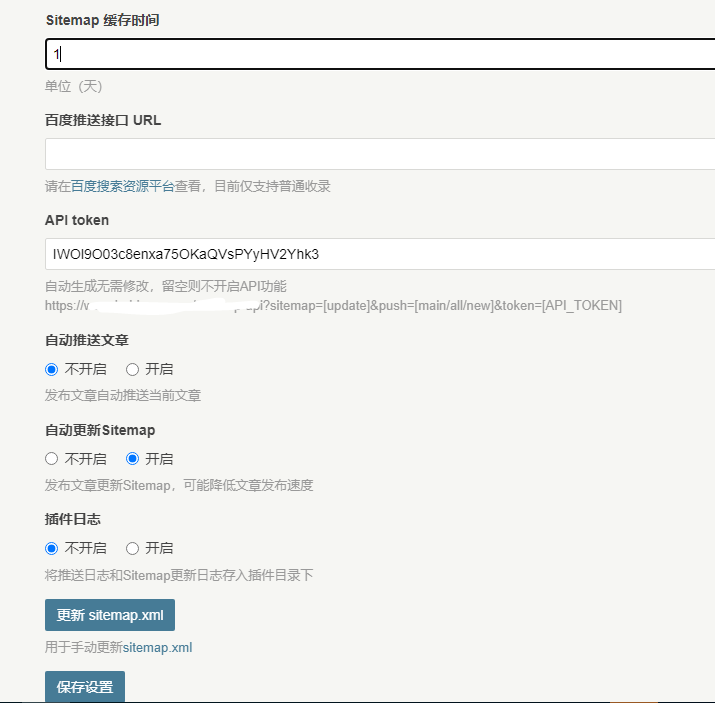 Sitemap 缓存时间
1
单位（天）
百度推送接口 URL
请在百度搜索资源平台查看，目前仅支持普通收录
API token
IWOI9O03c8enxa75OKaQVsPYyHV2Yhk3
自动生成无需修改，留空则不开启API功能
https://w pi?sitemap=[update]&push=[main/all/new]&token=[API_TOKEN]
自动推送文章
不开启 开启
发布文章自动推送当前文章
自动更新Sitemap
不开启 开启
发布文章更新Sitemap，可能降低文章发布速度
插件日志
不开启 开启
将推送日志和Sitemap更新日志存入插件目录下
更新 sitemap.xml
用于手动更新sitemap.xml
保存设置